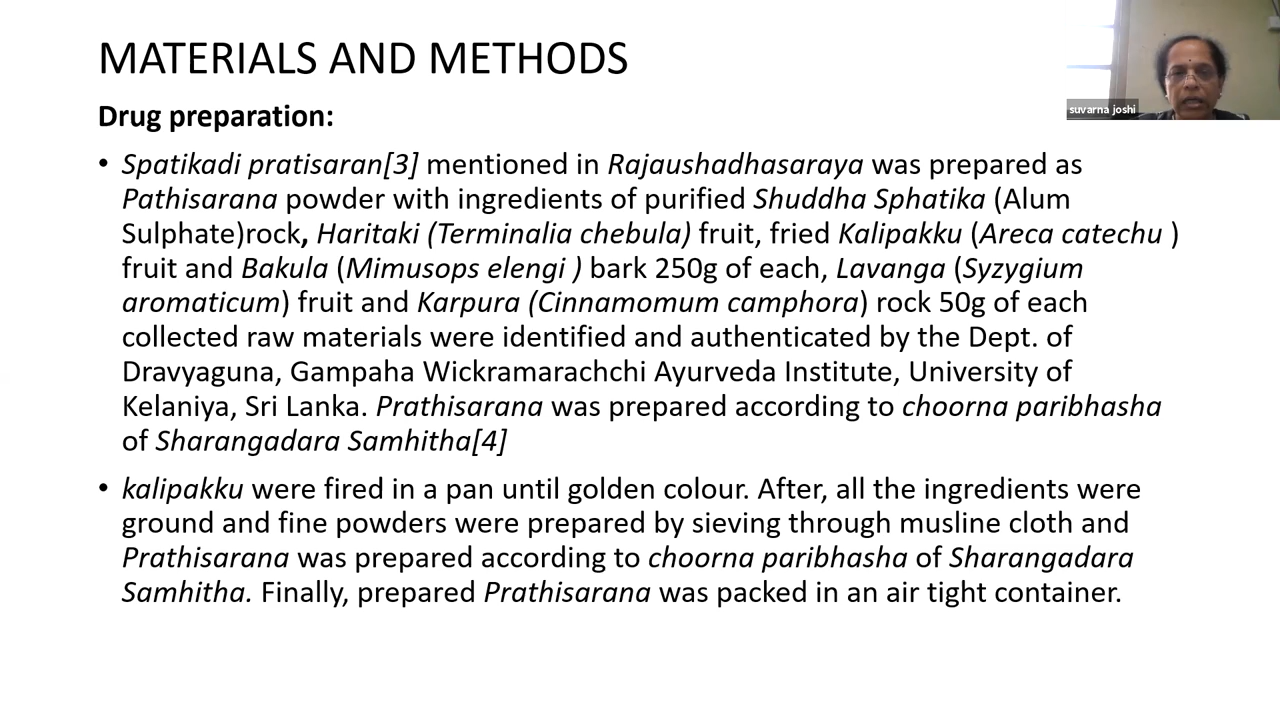 MATERIALS AND METHODS
suvarna joshi
Drug preparation:
• Spatikadi pratisaran[3] mentioned in Rajaushadhasaraya was prepared as
Pathisarana powder with ingredients of purified Shuddha Sphatika (Alum
Sulphate)rock, Haritaki (Terminalia chebula) fruit, fried Kalipakku (Areca catechu )
fruit and Bakula (Mimusops elengi ) bark 250g of each, Lavanga (Syzygium
aromaticum) fruit and Karpura (Cinnamomum camphora) rock 50g of each
collected raw materials were identified and authenticated by the Dept. of
Dravyaguna, Gampaha Wickramarachchi Ayurveda Institute, University of
Kelaniya, Sri Lanka. Prathisarana was prepared according to choorna paribhasha
of Sharangadara Samhitha[4]
• kalipakku were fired in a pan until golden colour. After, all the ingredients were
ground and fine powders were prepared by sieving through musline cloth and
Prathisarana was prepared according to choorna paribhasha of Sharangadara
Samhitha. Finally, prepared Prathisarana was packed in an air tight container.